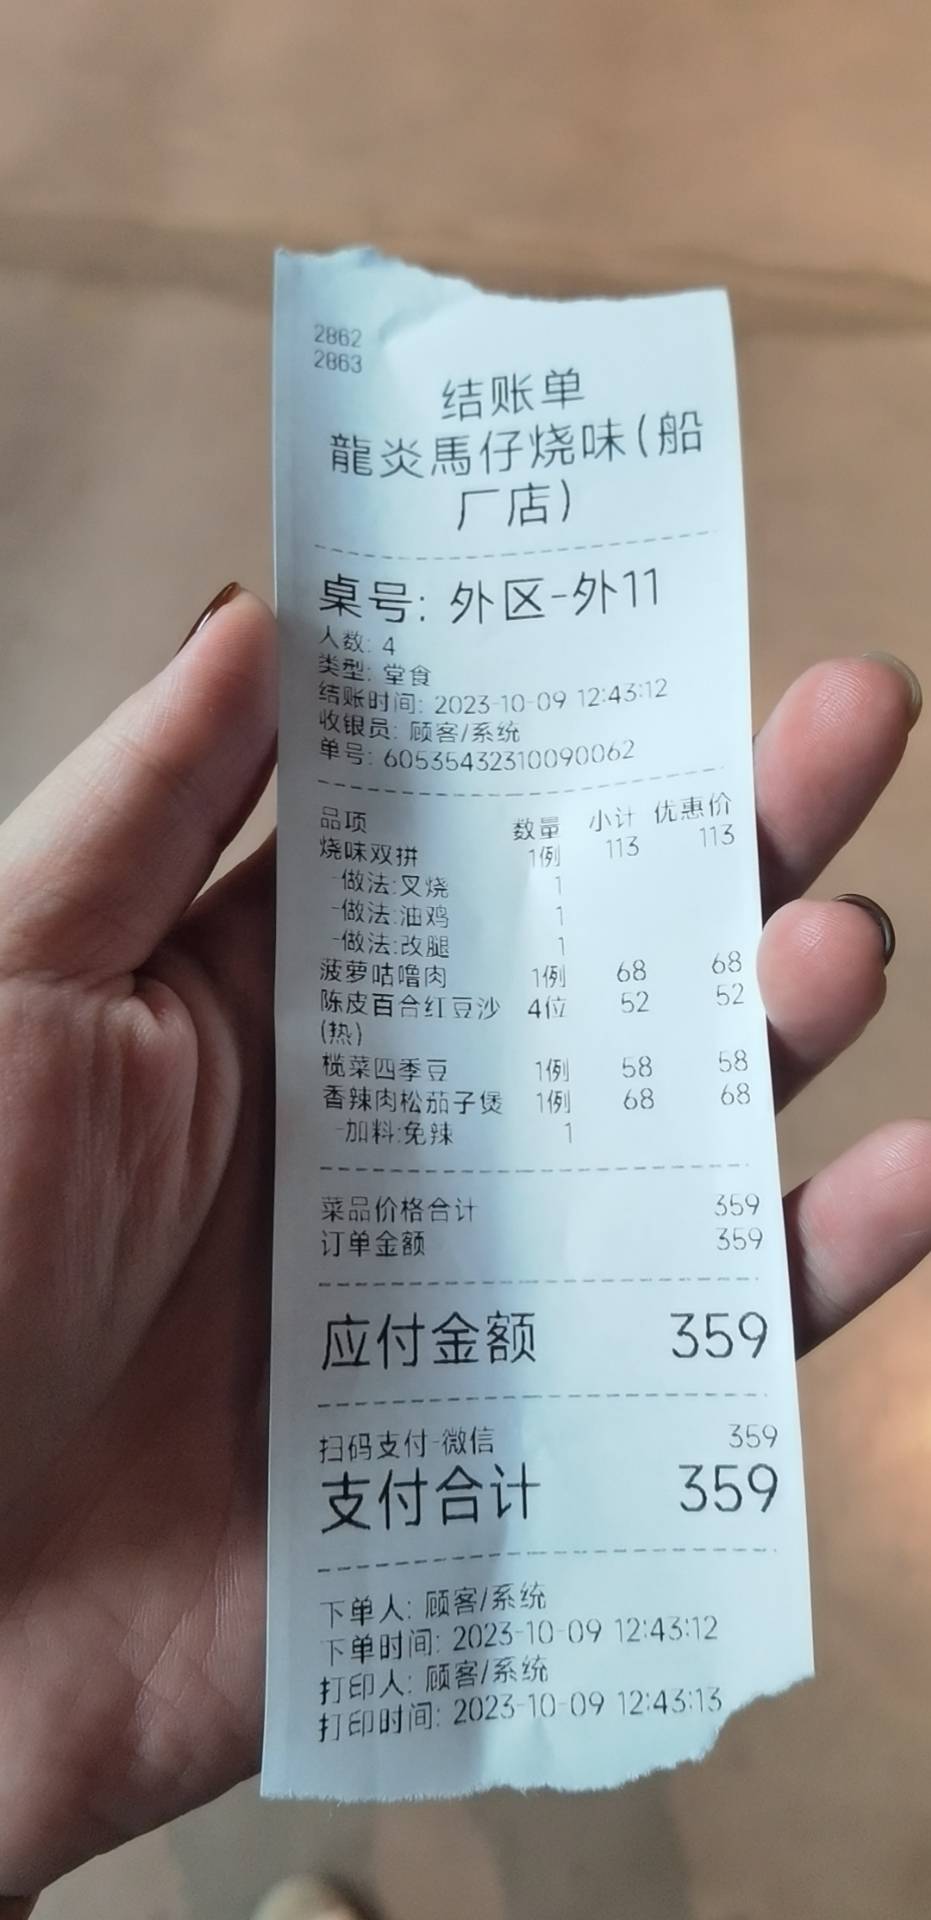 2862
2863
结账单
龍炎馬仔烧味(船
厂店)
桌号: 外区-外11
人数: 4
类型: 堂食
结账时间: 2023-10-09 12:43:12
收银员: 顾客/系统
单号: 60535432310090062
品项 数量 小计 优惠价
烧味双拼 1例 113 113
-做法:叉烧 1
-做法:油鸡 1
-做法:改腿 1
菠萝咕噜肉 1例 68 68
陈皮百合红豆沙 4位 52 52
(热)
榄菜四季豆 1例 58 58
香辣肉松茄子煲 1例 68 68
-加料:免辣 1
菜品价格合计 359
订单金额 359
应付金额 359
扫码支付-微信 359
支付合计 359
下单人: 顾客/系统
下单时间: 2023-10-09 12:43:12
打印人: 顾客/系统
打印时间: 2023-10-09 12:43:13